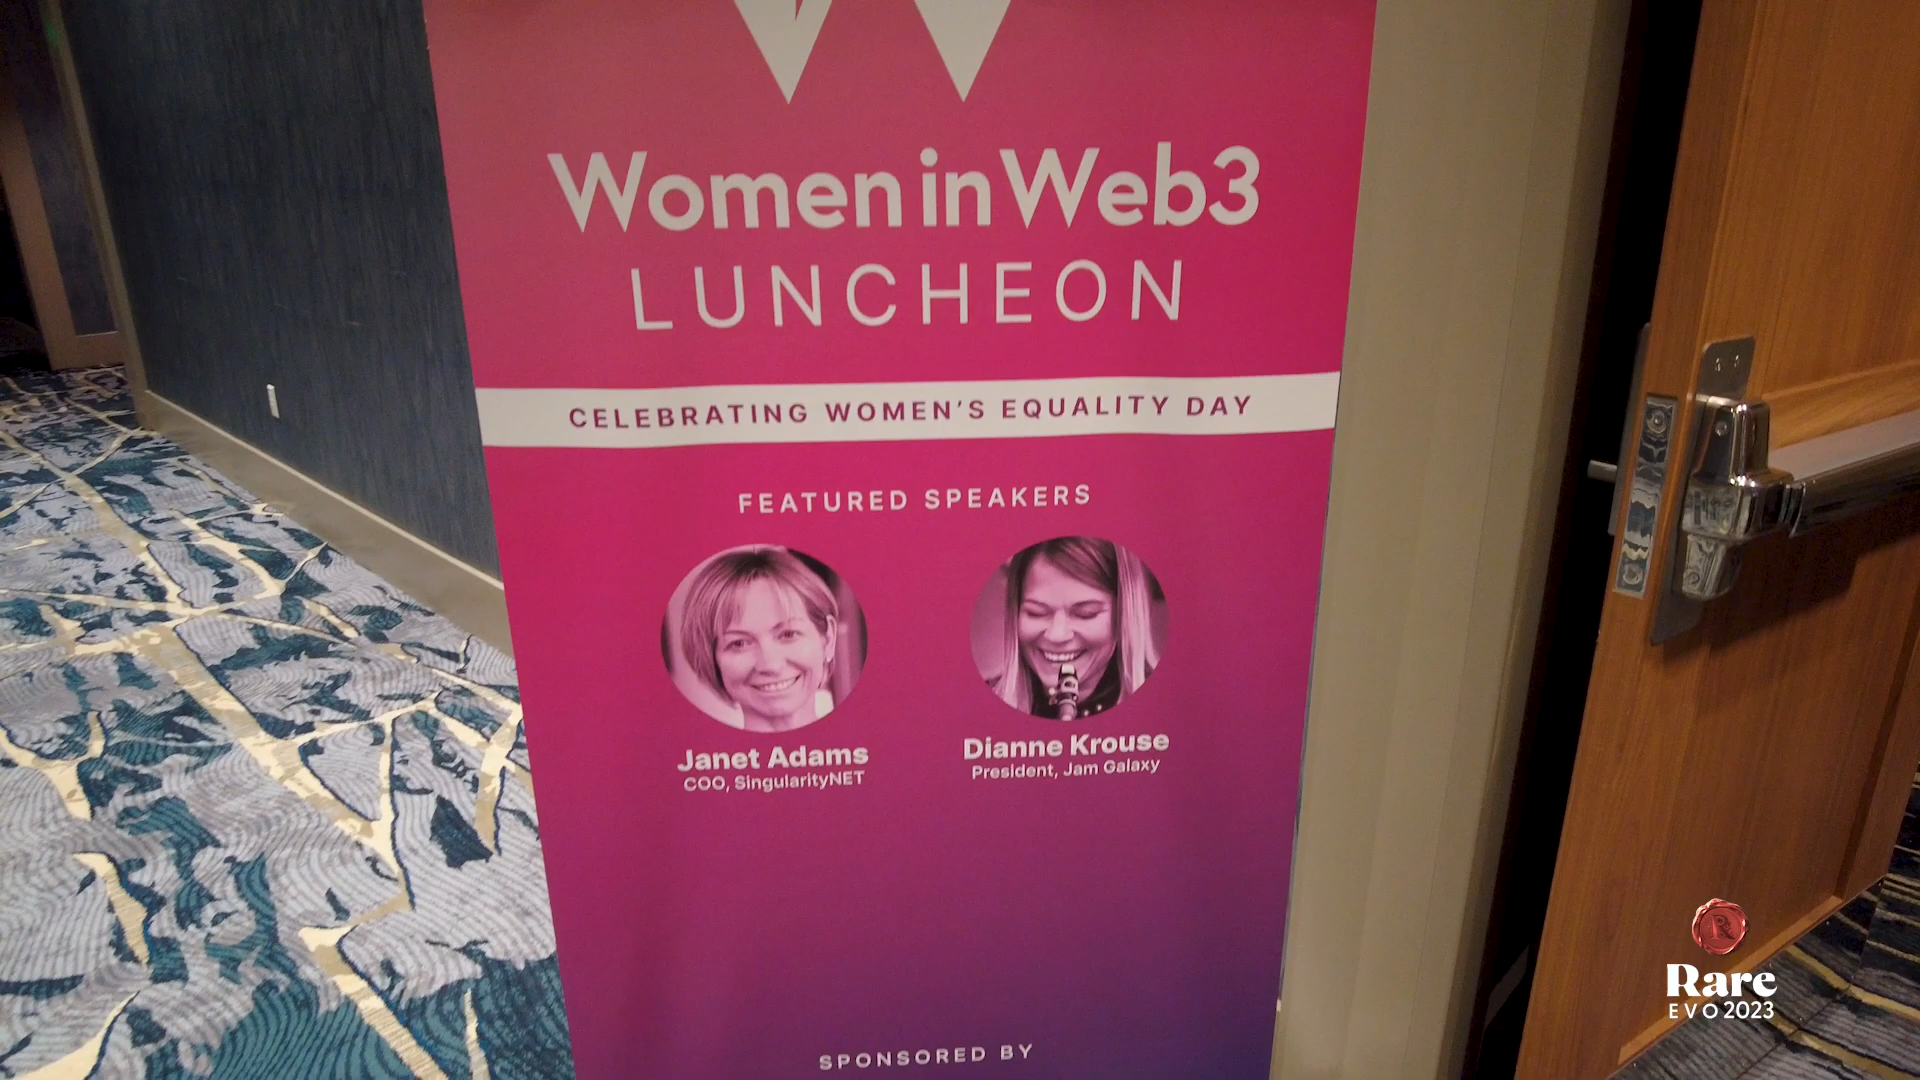 Women in Web3
LUNCHEON
CELEBRATING WOMEN'S EQUALITY DAY
FEATURED SPEAKERS
Janet Adams
COO, SingularityNET
Dianne Krouse
President, Jam Galaxy
SPONSORED BY
R
Rare
EVO 2023